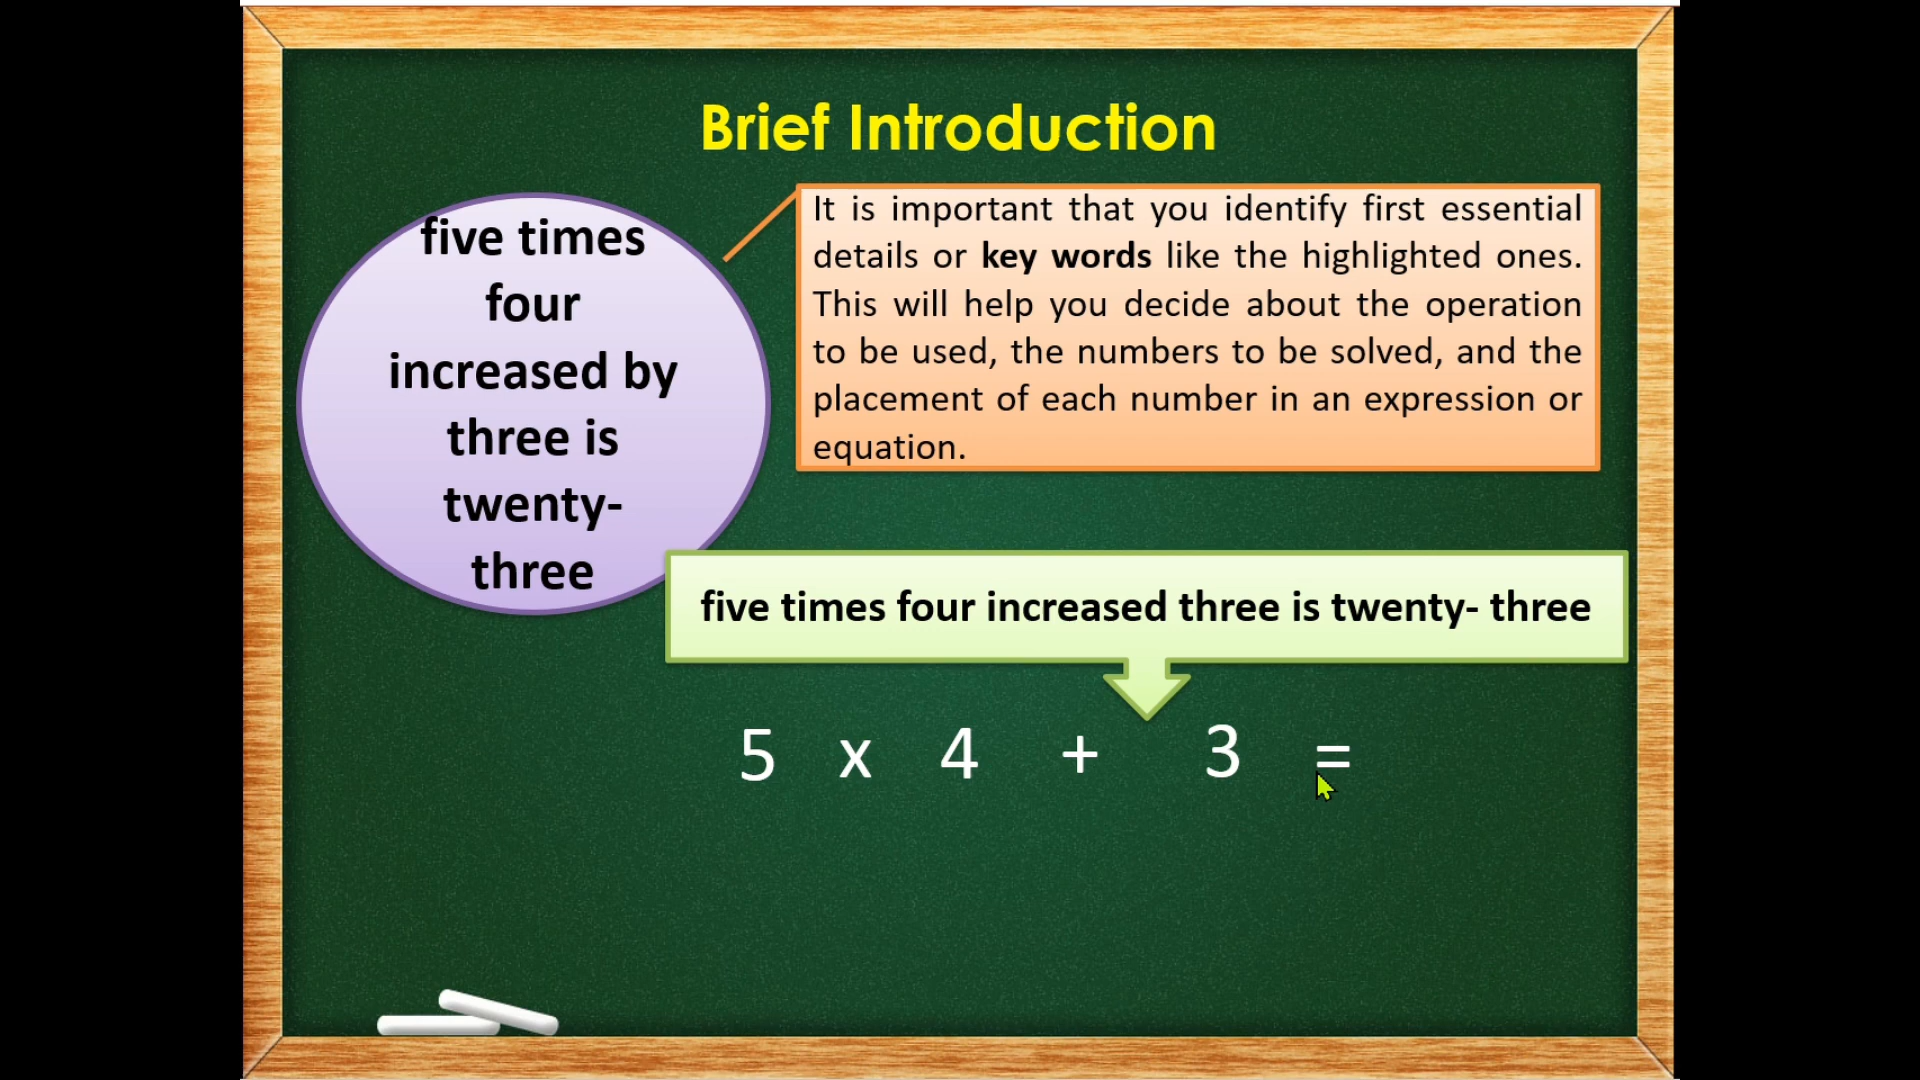 Brief Introduction
five times
four
increased by
three is
twenty-
three
It is important that you identify first essential
details or key words like the highlighted ones.
This will help you decide about the operation
to be used, the numbers to be solved, and the
placement of each number in an expression or
equation.
five times four increased three is twenty- three
5 x 4 + 3 =